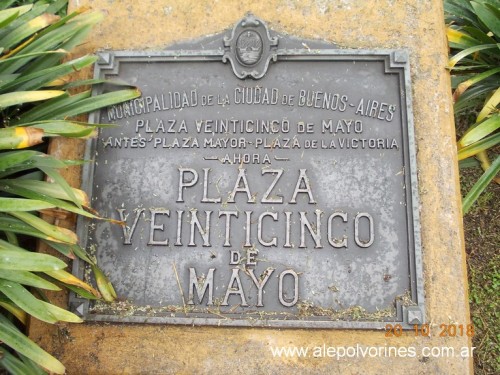 MUNICIPALIDAD DE LA CIUDAD DE BUENOS-AIRES
PLAZA VEINTICINCO DE MAYO
ANTES·PLAZA MAYOR·PLAZA DE LA VICTORIA
—AHORA—
PLAZA
VEINTICINCO
DE
MAYO
23.10.2018
www.alepolvorines.com.ar